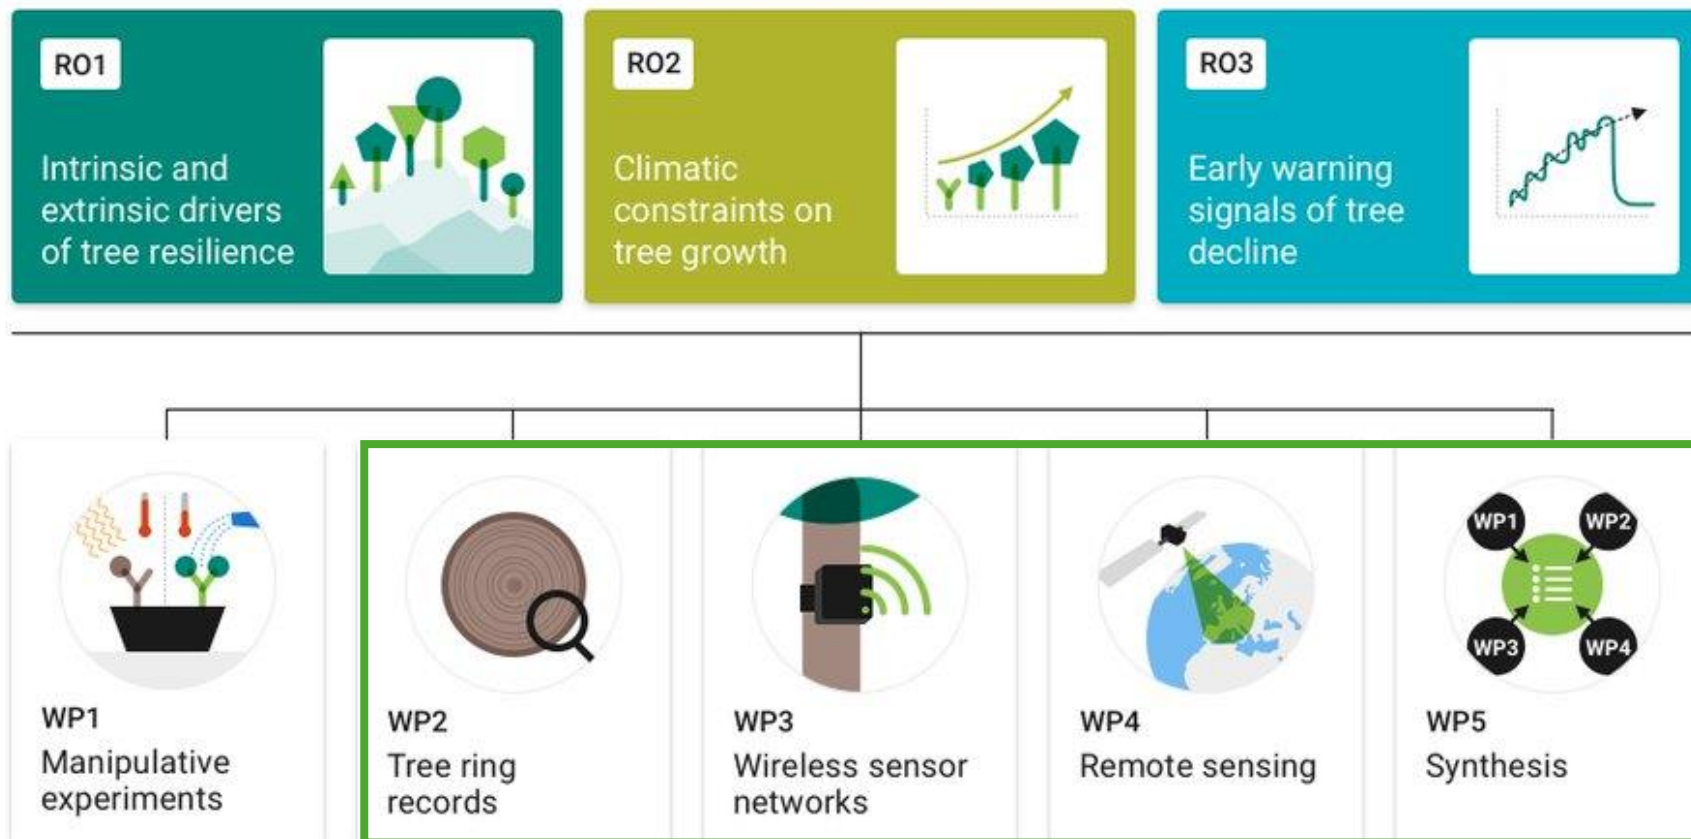 RO1
Intrinsic and
extrinsic drivers
of tree resilience
RO2
Climatic
constraints on
tree growth
RO3
Early warning
signals of tree
decline
WP1
Manipulative
experiments
WP2
Tree ring
records
WP3
Wireless sensor
networks
WP4
Remote sensing
WP1
WP2
WP3
WP4
WP5
Synthesis